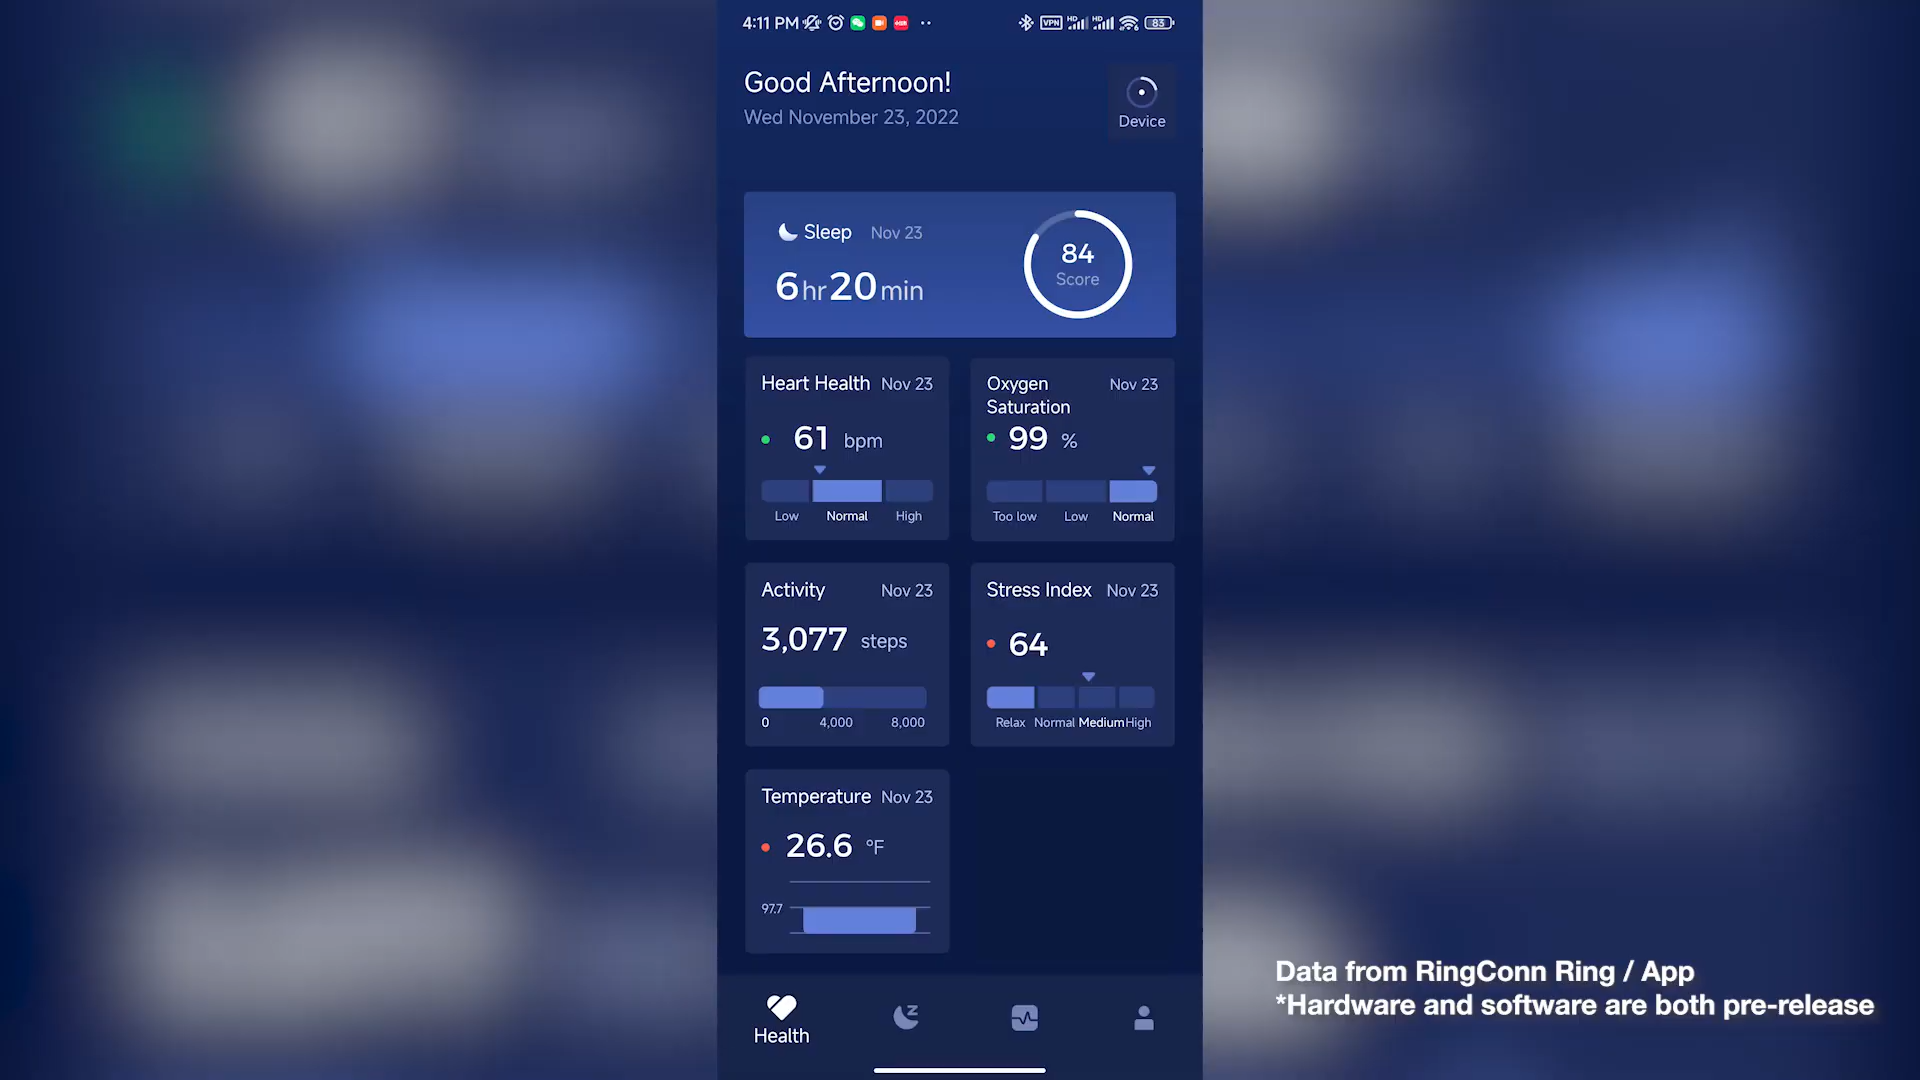 4:11 PM
VPN HD HD 83
Good Afternoon!
Wed November 23, 2022
Device
Sleep Nov 23
6 hr 20 min
84
Score
Heart Health Nov 23
61 bpm
Low Normal High
Oxygen Nov 23
Saturation
99 %
Too low Low Normal
Activity Nov 23
3,077 steps
0 4,000 8,000
Stress Index Nov 23
64
Relax Normal Medium High
Temperature Nov 23
26.6 °F
97.7
Health
Data from RingConn Ring / App
*Hardware and software are both pre-release